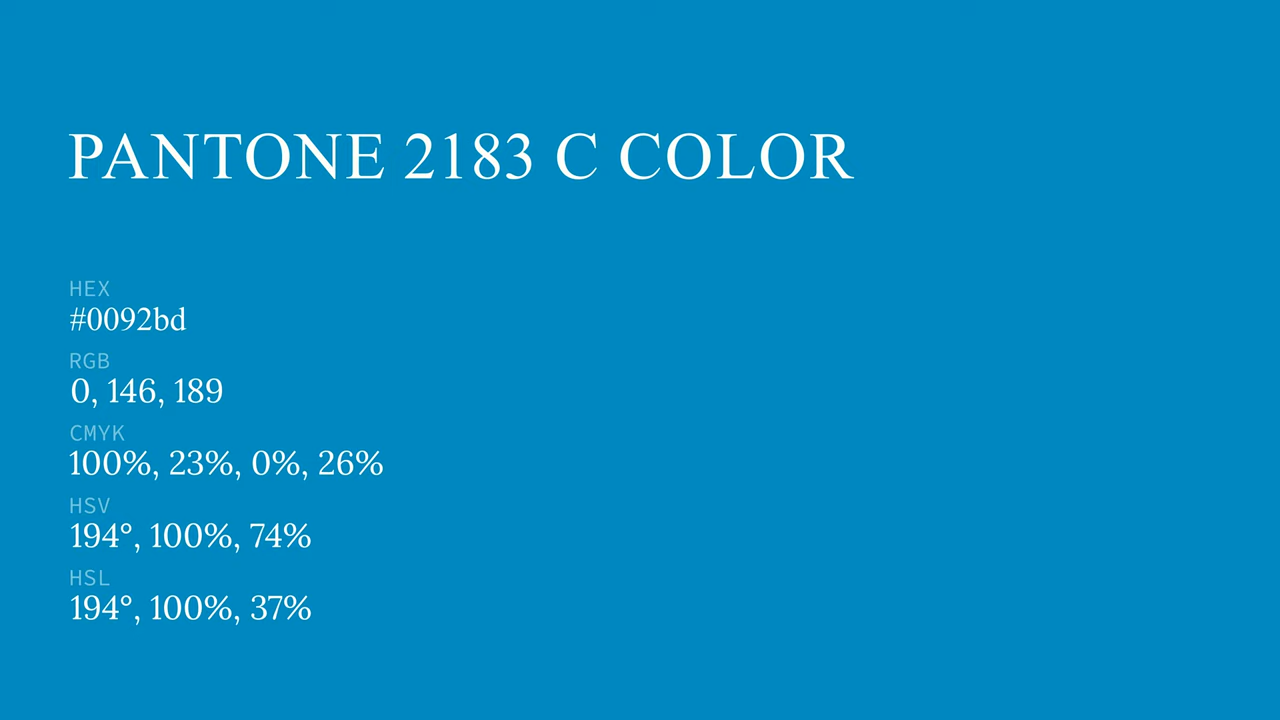 PANTONE 2183 C COLOR
HEX
#0092bd
RGB
0, 146, 189
CMYK
100%, 23%, 0%, 26%
HSV
194°, 100%, 74%
HSL
194°, 100%, 37%